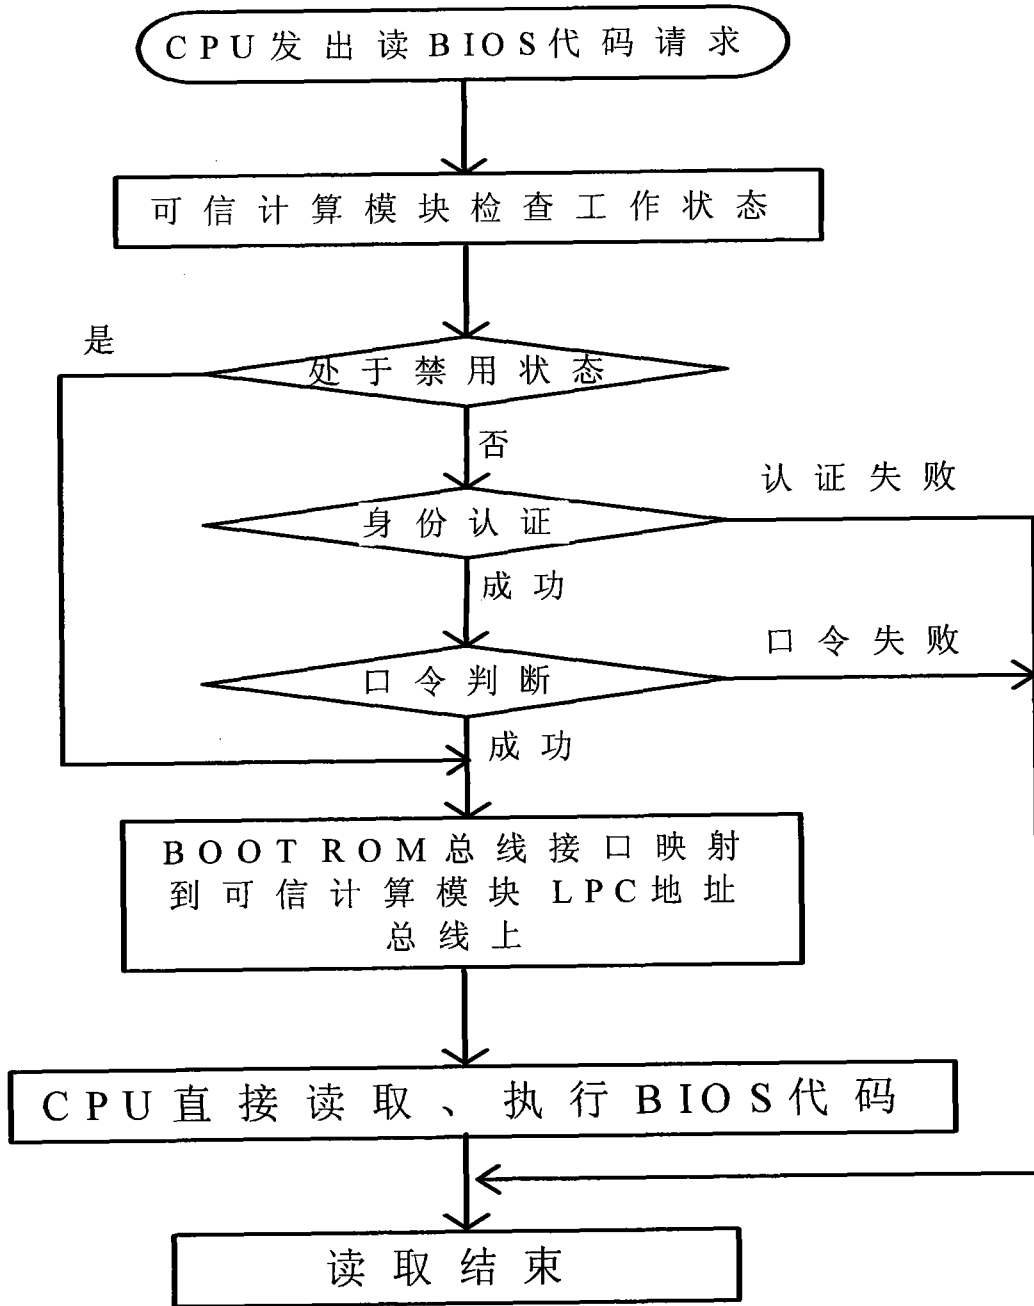 CPU发出读BIOS代码请求
可信计算模块检查工作状态
是
处于禁用状态
否
认证失败
身份认证
成功
口令失败
口令判断
成功
BOOT ROM总线接口映射
到可信计算模块 LPC地址
总线上
CPU直接读取、执行BIOS代码
读取结束